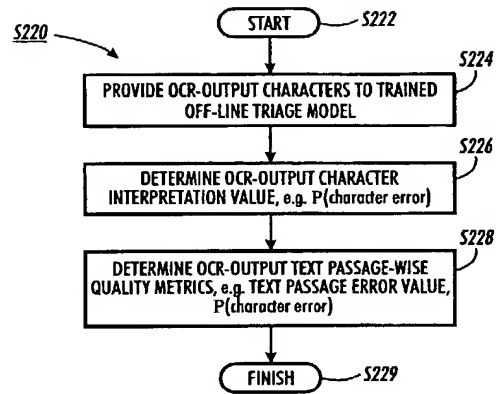 S220
START
S222
S224
PROVIDE OCR-OUTPUT CHARACTERS TO TRAINED
OFF-LINE TRIAGE MODEL
S226
DETERMINE OCR-OUTPUT CHARACTER
INTERPRETATION VALUE, e.g. P(character error)
S228
DETERMINE OCR-OUTPUT TEXT PASSAGE-WISE
QUALITY METRICS, e.g. TEXT PASSAGE ERROR VALUE,
P(character error)
FINISH
S229